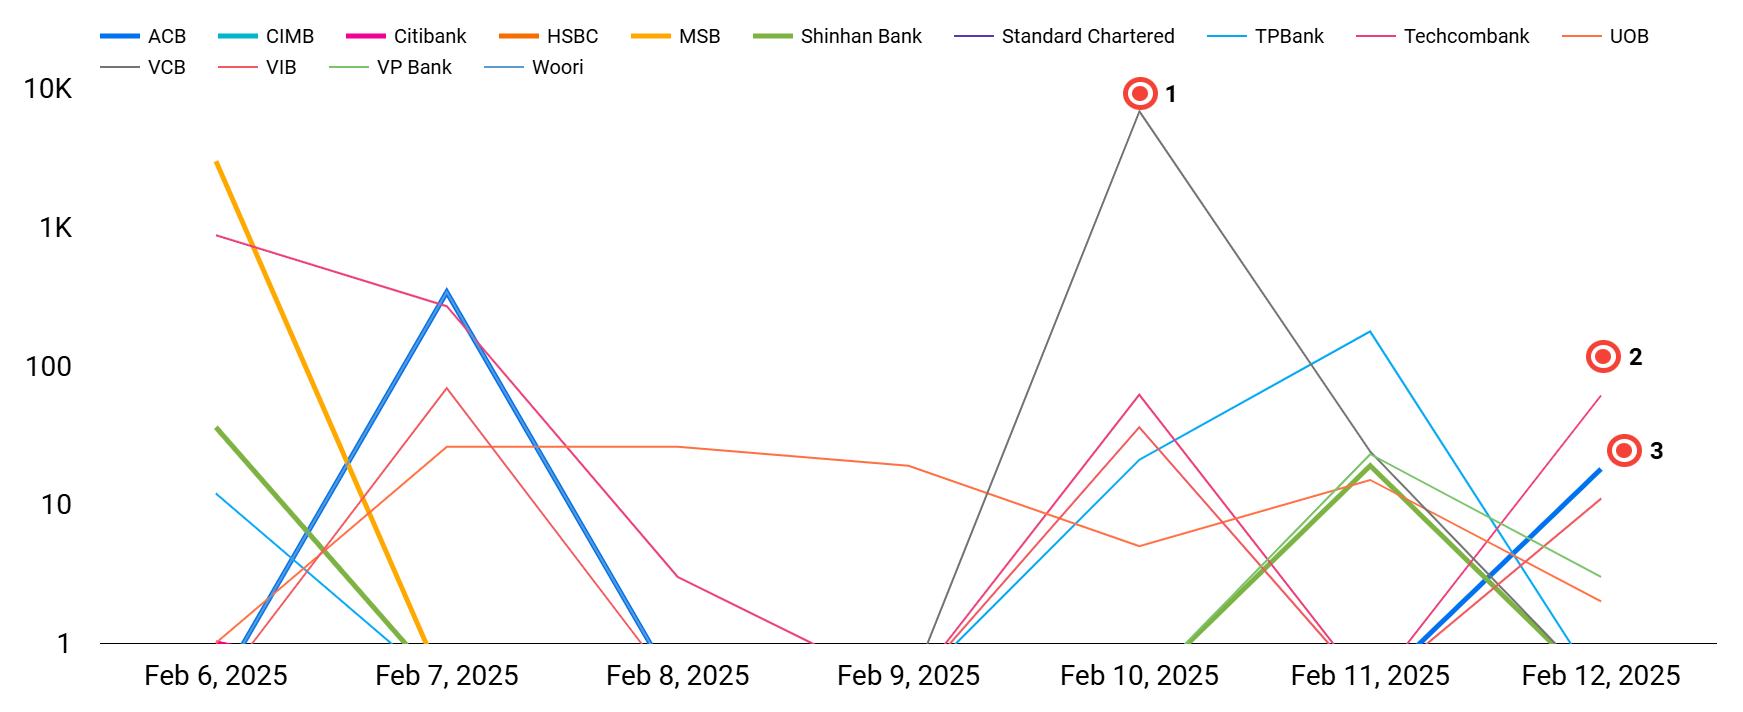 ACB CIMB Citibank HSBC MSB Shinhan Bank Standard Chartered TPBank Techcombank UOB
VCB VIB VP Bank Woori
10K
1
1K
100
2
3
10
1
Feb 6, 2025 Feb 7, 2025 Feb 8, 2025 Feb 9, 2025 Feb 10, 2025 Feb 11, 2025 Feb 12, 2025